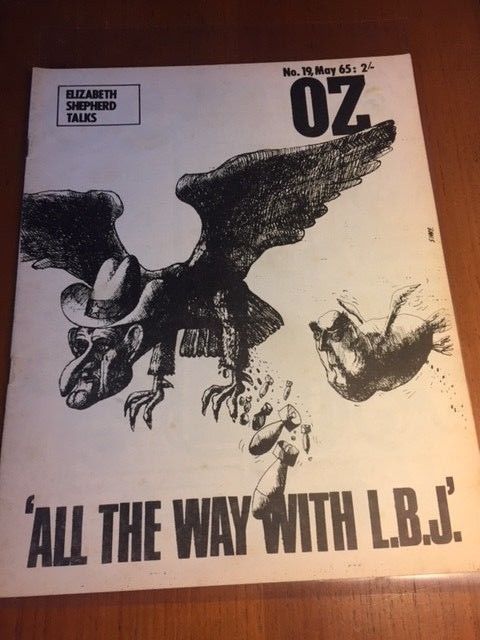 ELIZABETH
SHEPHERD
TALKS
No. 19, May 65: 2/-
OZ
'ALL THE WAY WITH L.B.J.'